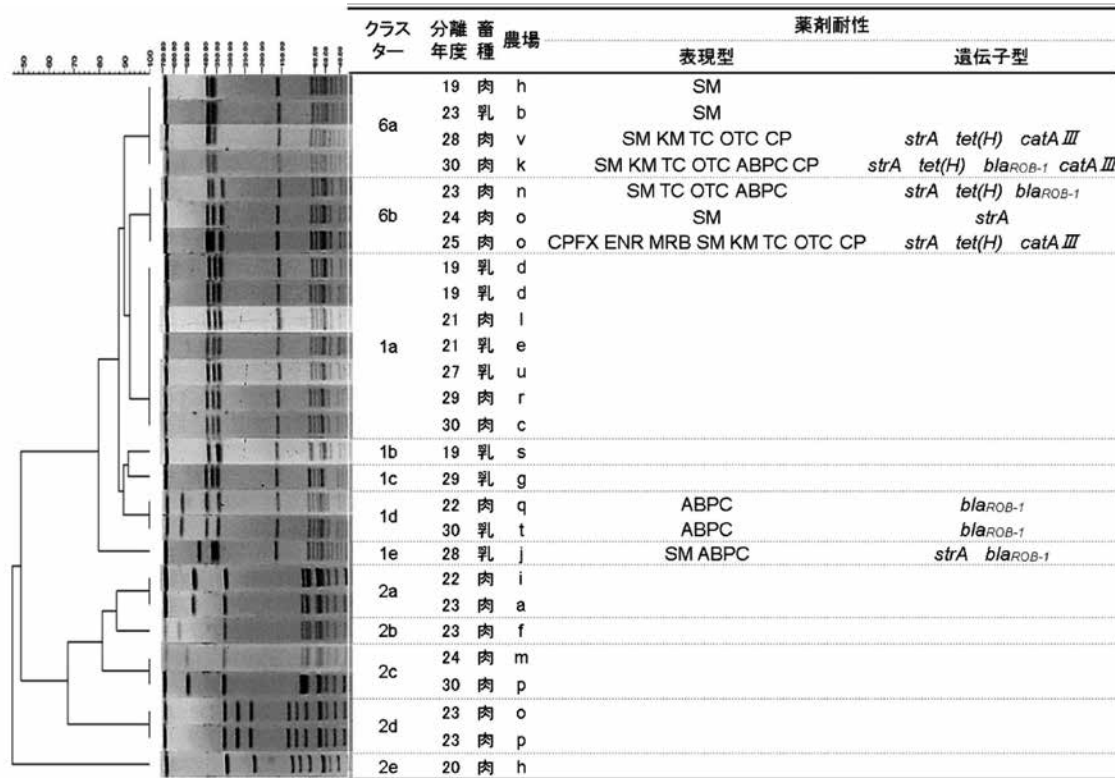 クラスター 分離年度 畜種 農場 薬剤耐性
表現型 遺伝子型
-50 -60 -70 -80 -90 -100
6a
19 肉 h SM
23 乳 b SM
28 肉 v SM KM TC OTC CP strA tet(H) catAⅢ
30 肉 k SM KM TC OTC ABPC CP strA tet(H) blaROB-1 catAⅢ
6b
23 肉 n SM TC OTC ABPC strA tet(H) blaROB-1
24 肉 o SM strA
25 肉 o CPFX ENR MRB SM KM TC OTC CP strA tet(H) catAⅢ
1a
19 乳 d
19 乳 d
21 肉 l
21 乳 e
27 乳 u
29 肉 r
30 肉 c
1b 19 乳 s
1c 29 乳 g
1d
22 肉 q ABPC blaROB-1
30 乳 t ABPC blaROB-1
1e 28 乳 j SM ABPC strA blaROB-1
2a
22 肉 i
23 肉 a
2b 23 肉 f
2c
24 肉 m
30 肉 p
2d
23 肉 o
23 肉 p
2e 20 肉 h